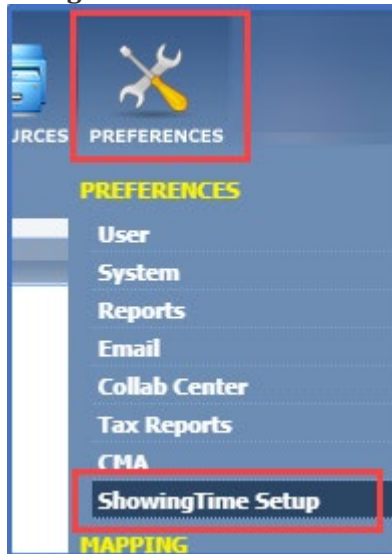 URCES PREFERENCES
PREFERENCES
User
System
Reports
Email
Collab Center
Tax Reports
CMA
ShowingTime Setup
MAPPING